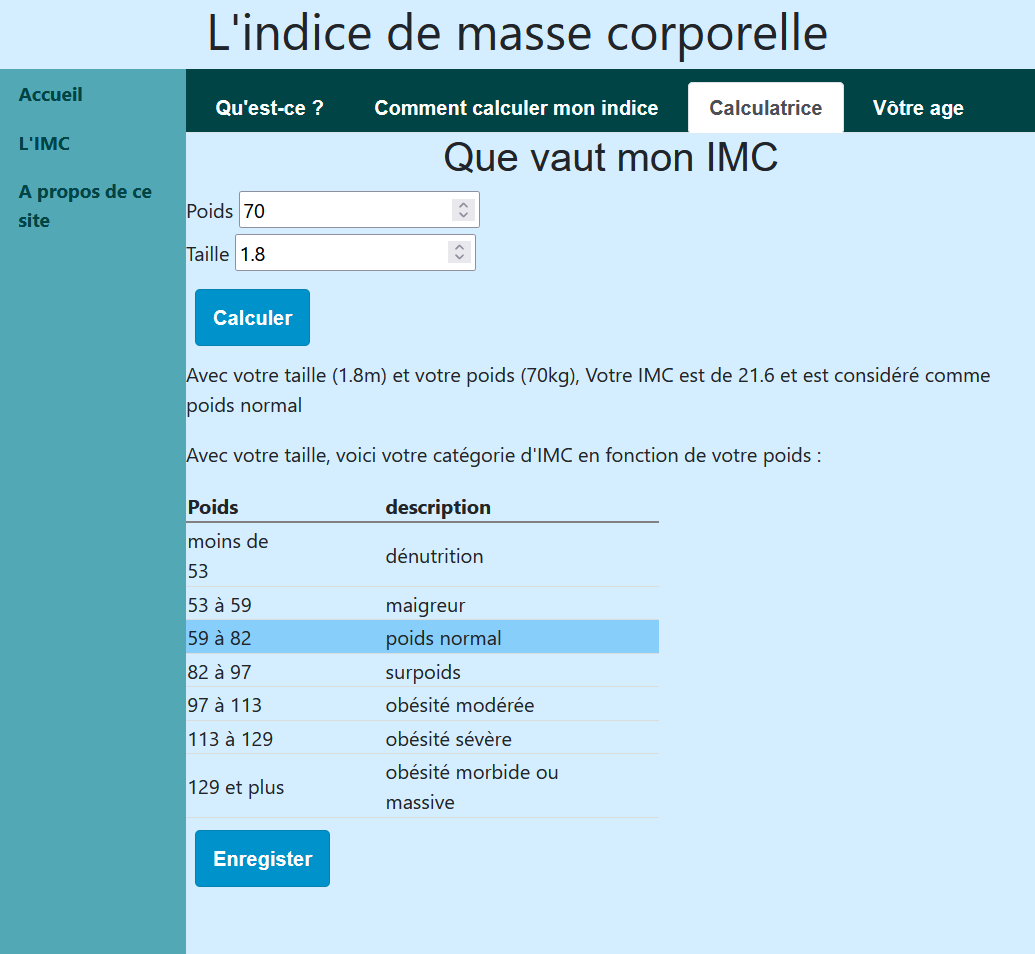 L'indice de masse corporelle
Accueil
L'IMC
A propos de ce
site
Qu'est-ce ?
Comment calculer mon indice
Calculatrice
Vôtre age
Que vaut mon IMC
Poids 70
Taille 1.8
Calculer
Avec votre taille (1.8m) et votre poids (70kg), Votre IMC est de 21.6 et est considéré comme
poids normal
Avec votre taille, voici votre catégorie d'IMC en fonction de votre poids :
Poids description
moins de
53
dénutrition
53 à 59 maigreur
59 à 82 poids normal
82 à 97 surpoids
97 à 113 obésité modérée
113 à 129 obésité sévère
129 et plus
obésité morbide ou
massive
Enregister